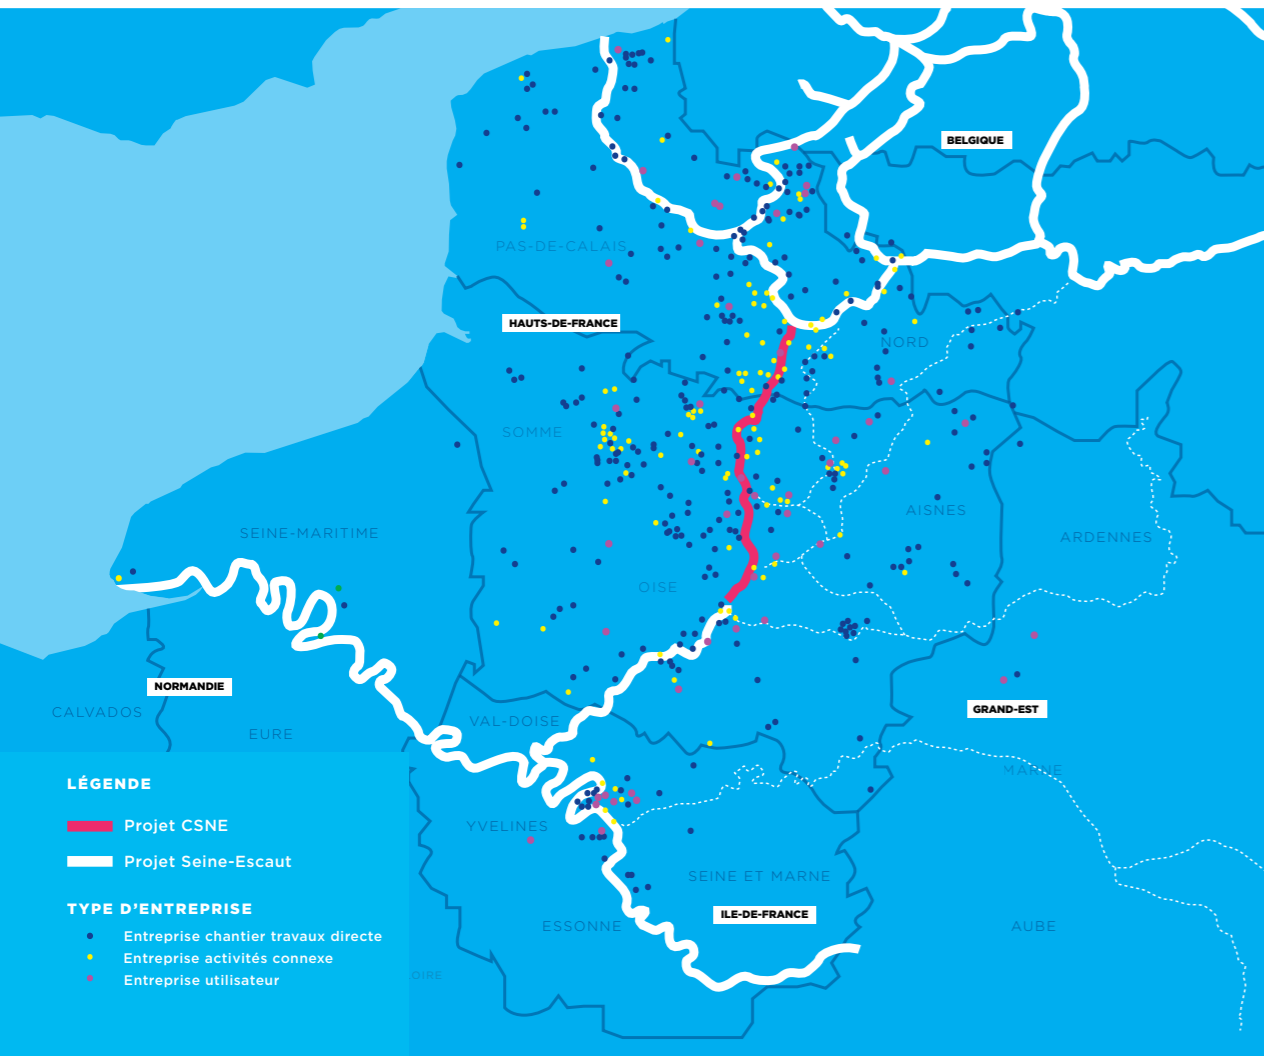 BELGIQUE
PAS-DE-CALAIS
HAUTS-DE-FRANCE
NORD
SOMME
AISNES
SEINE-MARITIME
ARDENNES
OISE
NORMANDIE
GRAND-EST
CALVADOS
VAL-DOISE
EURE
MARNE
LÉGENDE
Projet CSNE
Projet Seine-Escaut
TYPE D'ENTREPRISE
Entreprise chantier travaux directe
Entreprise activités connexe
Entreprise utilisateur
YVELINES
SEINE ET MARNE
ILE-DE-FRANCE
ESSONNE
AUBE
OIRE